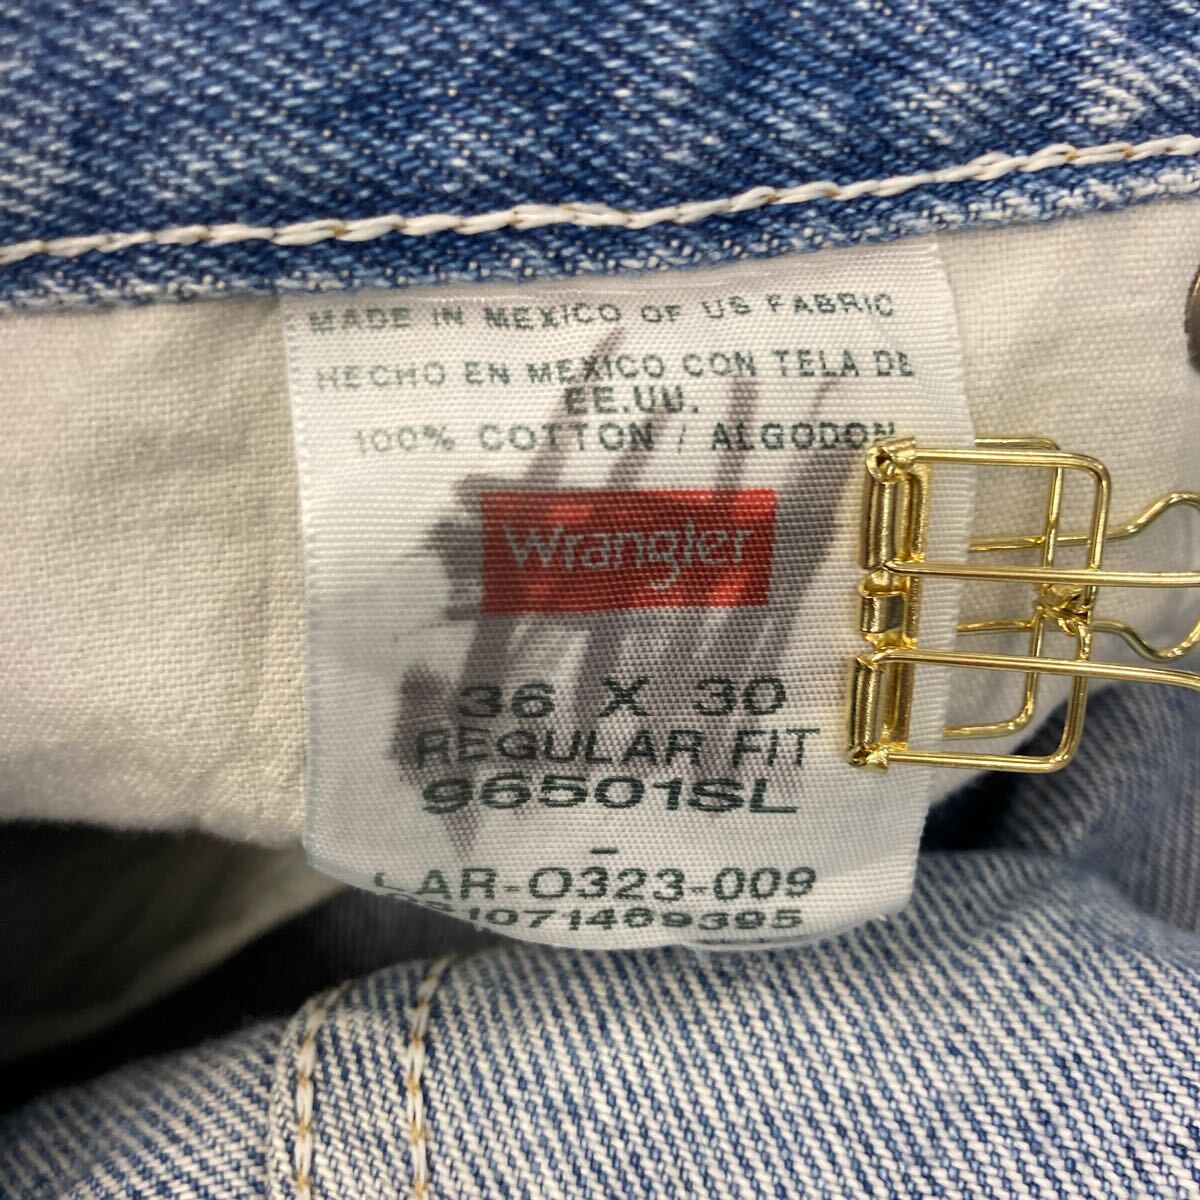 MADE IN MEXICO OF US FABRIC
HECHO EN MEXICO CON TELA DE
EE.UU.
100% COTTON / ALGODON
Wrangler
36 X 30
REGULAR FIT
96501SL
-
LAR-0323-009